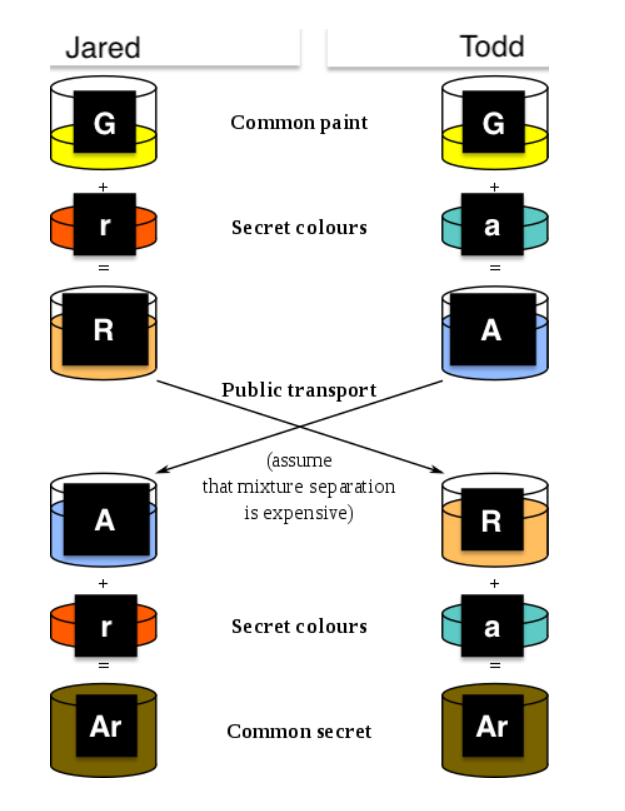 Jared Todd
G Common paint G
+ +
r Secret colours a
= =
R A
Public transport
(assume
that mixture separation
is expensive)
A R
+ +
r Secret colours a
= =
Ar Common secret Ar